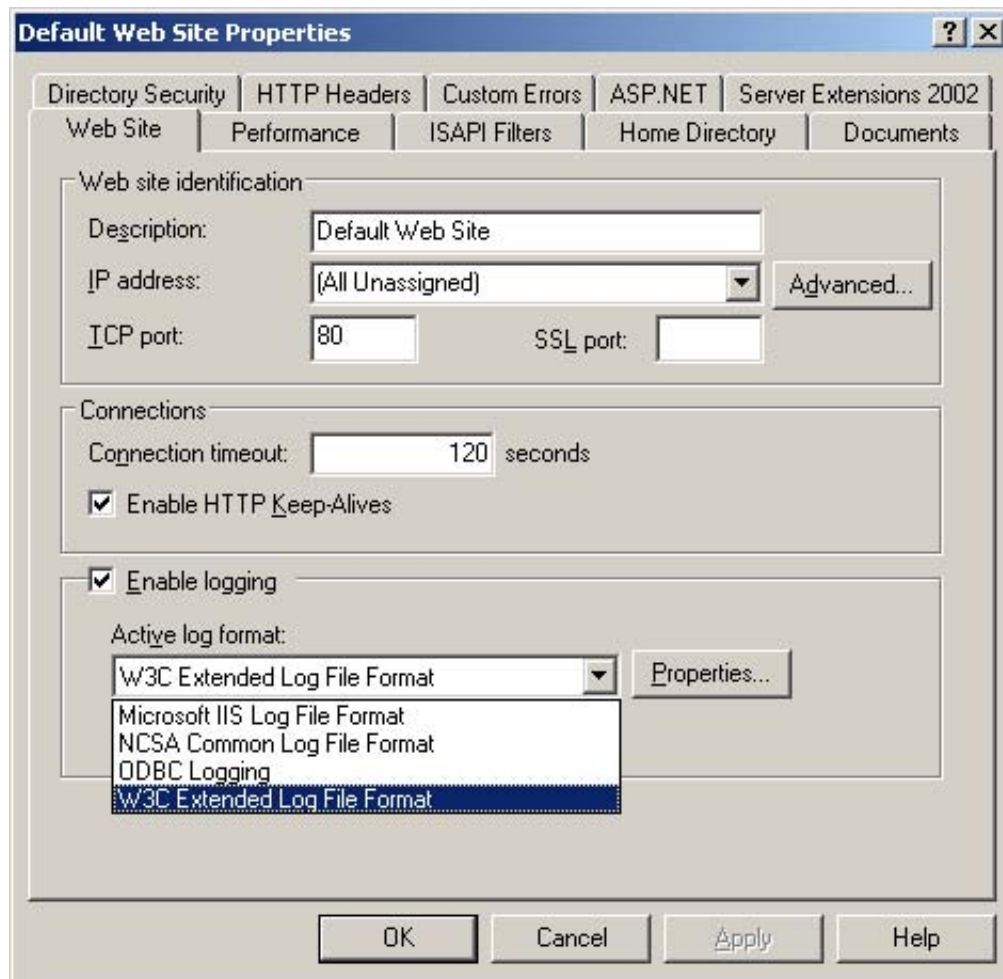 Default Web Site Properties
Directory Security HTTP Headers Custom Errors ASP.NET Server Extensions 2002
Web Site Performance ISAPI Filters Home Directory Documents
Web site identification
Description: Default Web Site
IP address: (All Unassigned) Advanced...
TCP port: 80 SSL port:
Connections
Connection timeout: 120 seconds
Enable HTTP Keep-Alives
Enable logging
Active log format:
W3C Extended Log File Format Properties...
Microsoft IIS Log File Format
NCSA Common Log File Format
ODBC Logging
W3C Extended Log File Format
OK Cancel Apply Help